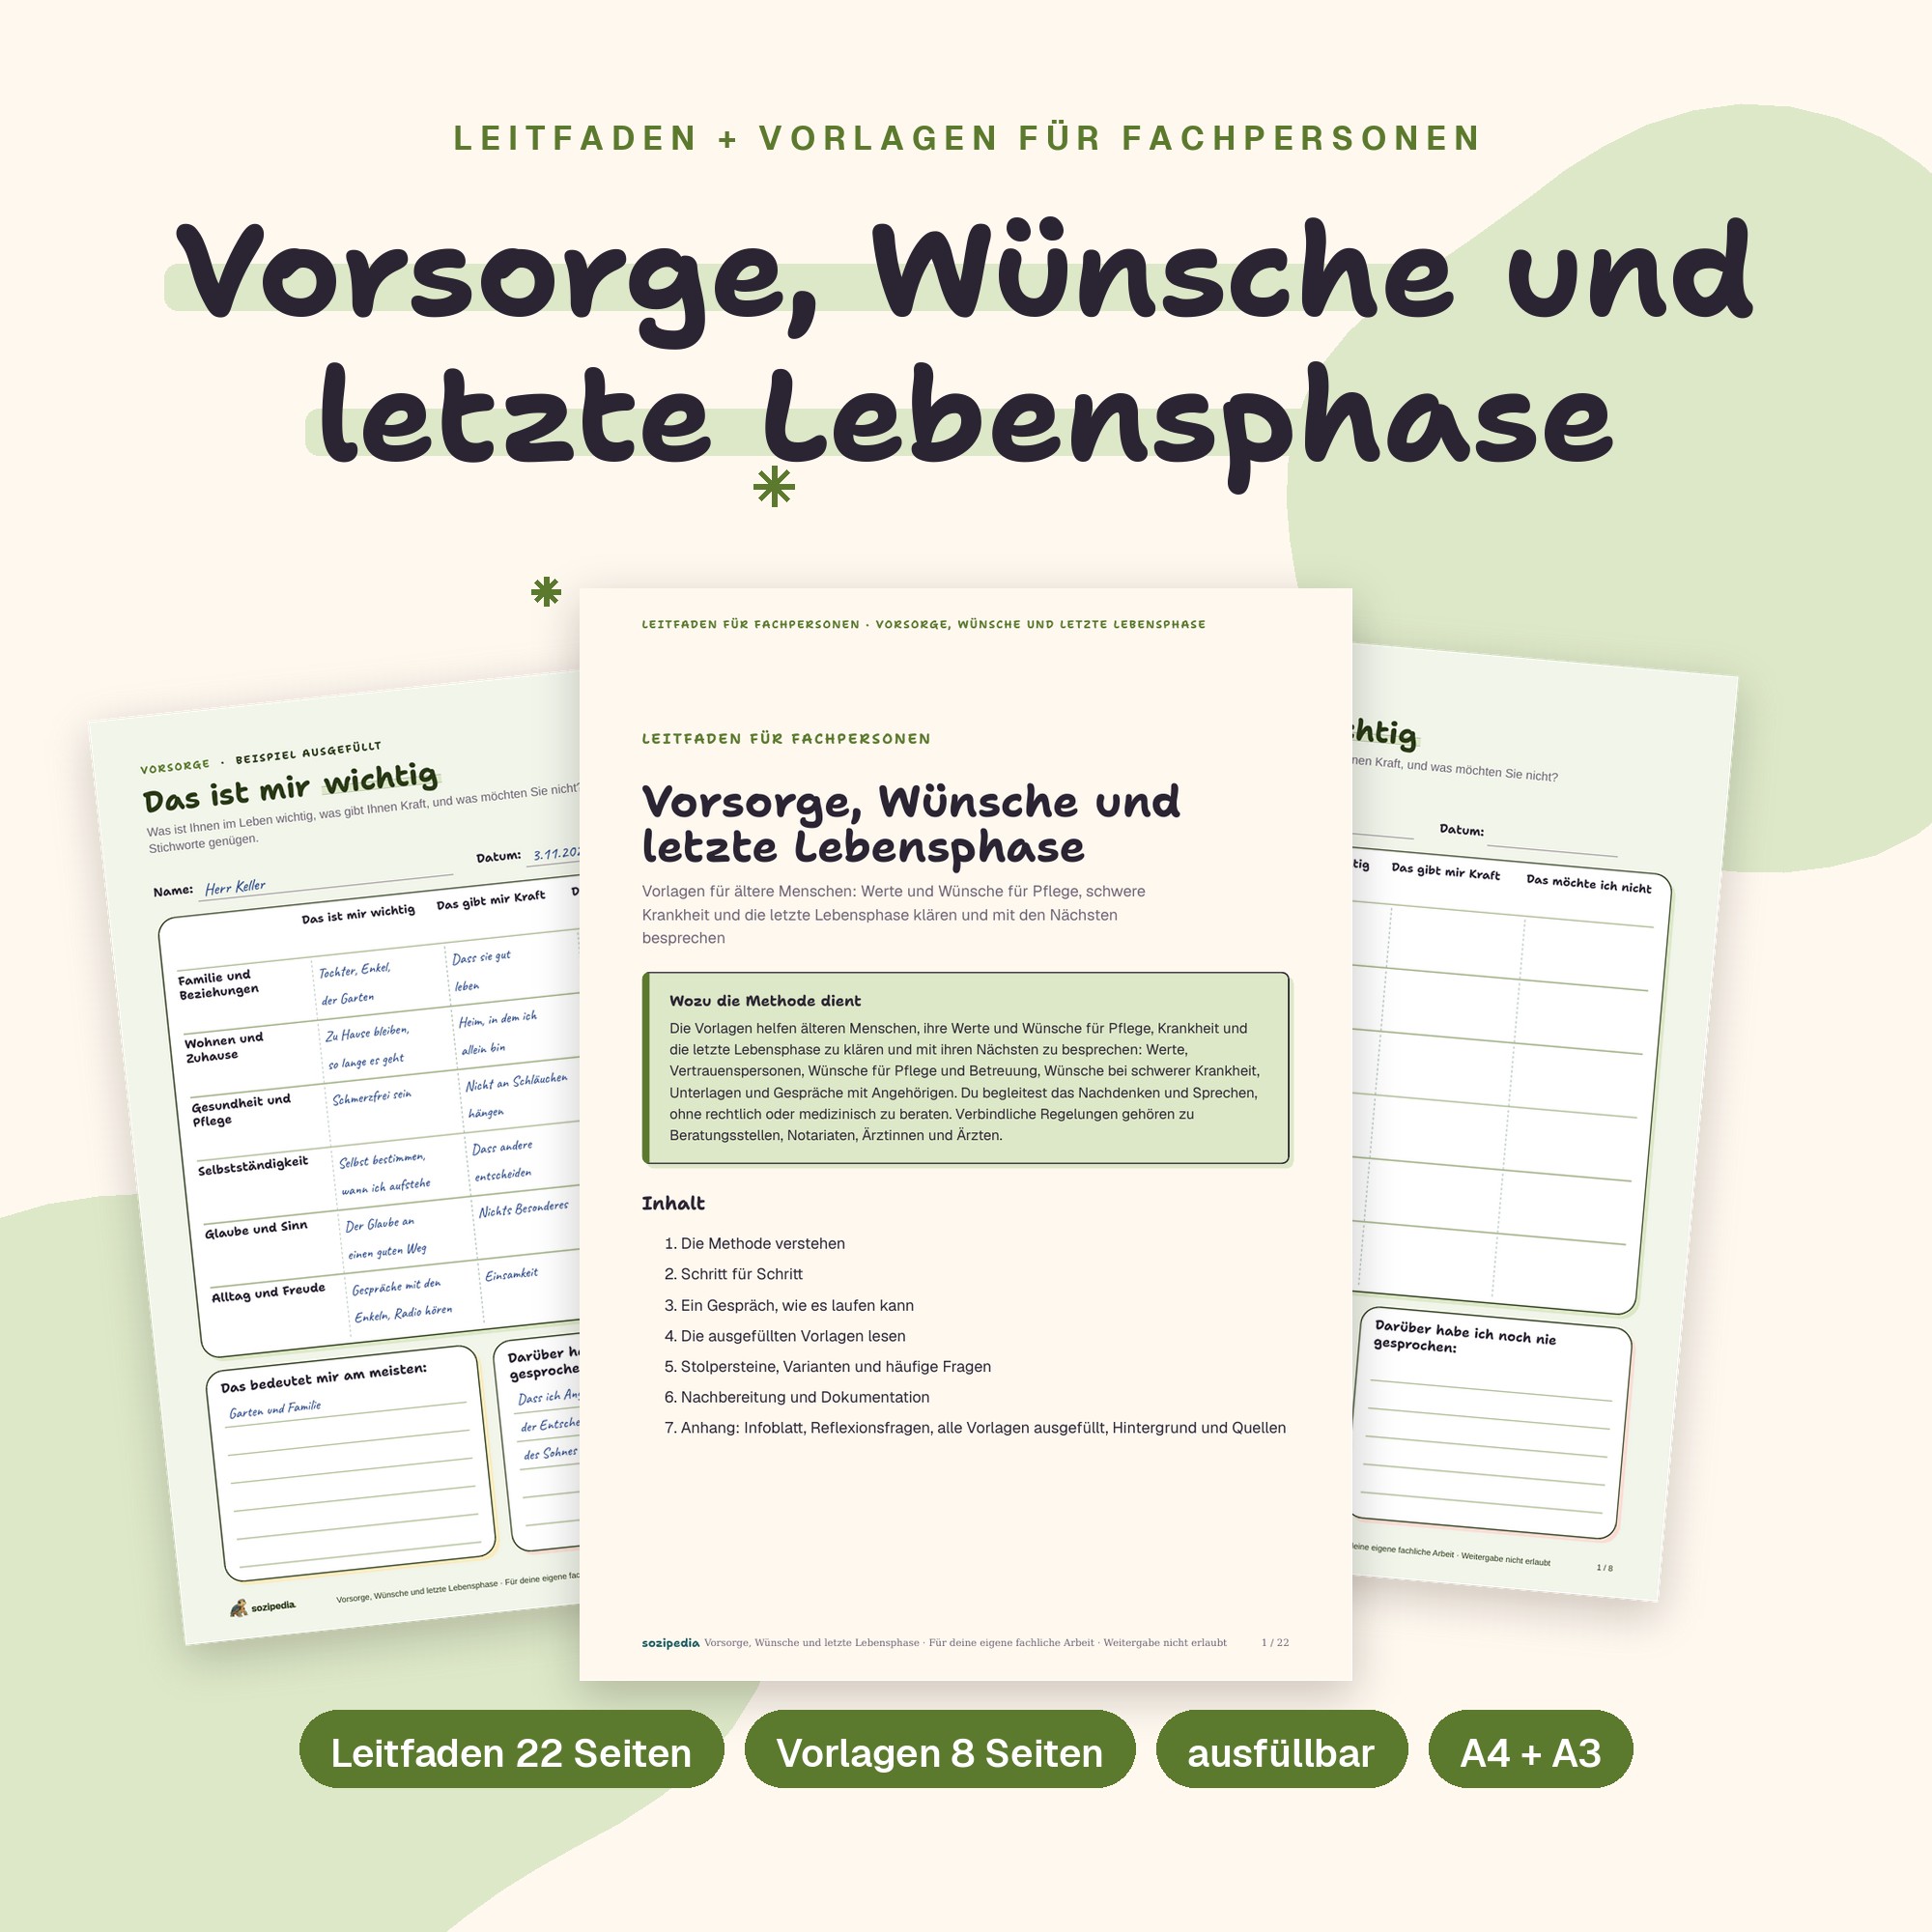 LEITFADEN + VORLAGEN FÜR FACHPERSONEN
Vorsorge, Wünsche und
letzte Lebensphase
VORSORGE · BEISPIEL AUSGEFÜLLT
Das ist mir wichtig
Was ist Ihnen im Leben wichtig, was gibt Ihnen Kraft, und was möchten Sie nicht?
Stichworte genügen.
Name: Herr Keller Datum: 3.11.202
Das ist mir wichtig Das gibt mir Kraft
Familie und
Beziehungen
Tochter, Enkel,
der Garten
Dass sie gut
leben
Wohnen und
Zuhause
Zu Hause bleiben,
so lange es geht
Heim, in dem ich
allein bin
Gesundheit und
Pflege
Schmerzfrei sein
Nicht an Schläuchen
hängen
Selbstständigkeit
Selbst bestimmen,
wann ich aufstehe
Dass andere
entscheiden
Glaube und Sinn
Der Glaube an
einen guten Weg
Nichts Besonderes
Alltag und Freude
Gespräche mit den
Enkeln, Radio hören
Einsamkeit
Das bedeutet mir am meisten:
Garten und Familie
Darüber
gesproche
Dass ich
der Entsche
des Sohnes
sozipedia.
Vorsorge, Wünsche und letzte Lebensphase · Für deine eigene
LEITFADEN FÜR FACHPERSONEN · VORSORGE, WÜNSCHE UND LETZTE LEBENSPHASE
LEITFADEN FÜR FACHPERSONEN
Vorsorge, Wünsche und
letzte Lebensphase
Vorlagen für ältere Menschen: Werte und Wünsche für Pflege, schwere
Krankheit und die letzte Lebensphase klären und mit den Nächsten
besprechen
Wozu die Methode dient
Die Vorlagen helfen älteren Menschen, ihre Werte und Wünsche für Pflege, Krankheit und
die letzte Lebensphase zu klären und mit ihren Nächsten zu besprechen: Werte,
Vertrauenspersonen, Wünsche für Pflege und Betreuung, Wünsche bei schwerer Krankheit,
Unterlagen und Gespräche mit Angehörigen. Du begleitest das Nachdenken und Sprechen,
ohne rechtlich oder medizinisch zu beraten. Verbindliche Regelungen gehören zu
Beratungsstellen, Notariaten, Ärztinnen und Ärzten.
Inhalt
1. Die Methode verstehen
2. Schritt für Schritt
3. Ein Gespräch, wie es laufen kann
4. Die ausgefüllten Vorlagen lesen
5. Stolpersteine, Varianten und häufige Fragen
6. Nachbereitung und Dokumentation
7. Anhang: Infoblatt, Reflexionsfragen, alle Vorlagen ausgefüllt, Hintergrund und Quellen
sozipedia Vorsorge, Wünsche und letzte Lebensphase · Für deine eigene fachliche Arbeit · Weitergabe nicht erlaubt 1 / 22
chtig
nen Kraft, und was möchten Sie nicht?
Datum:
tig Das gibt mir Kraft Das möchte ich nicht
Darüber habe ich noch nie
gesprochen:
deine eigene fachliche Arbeit · Weitergabe nicht erlaubt 1 / 8
Leitfaden 22 Seiten
Vorlagen 8 Seiten
ausfüllbar
A4 + A3